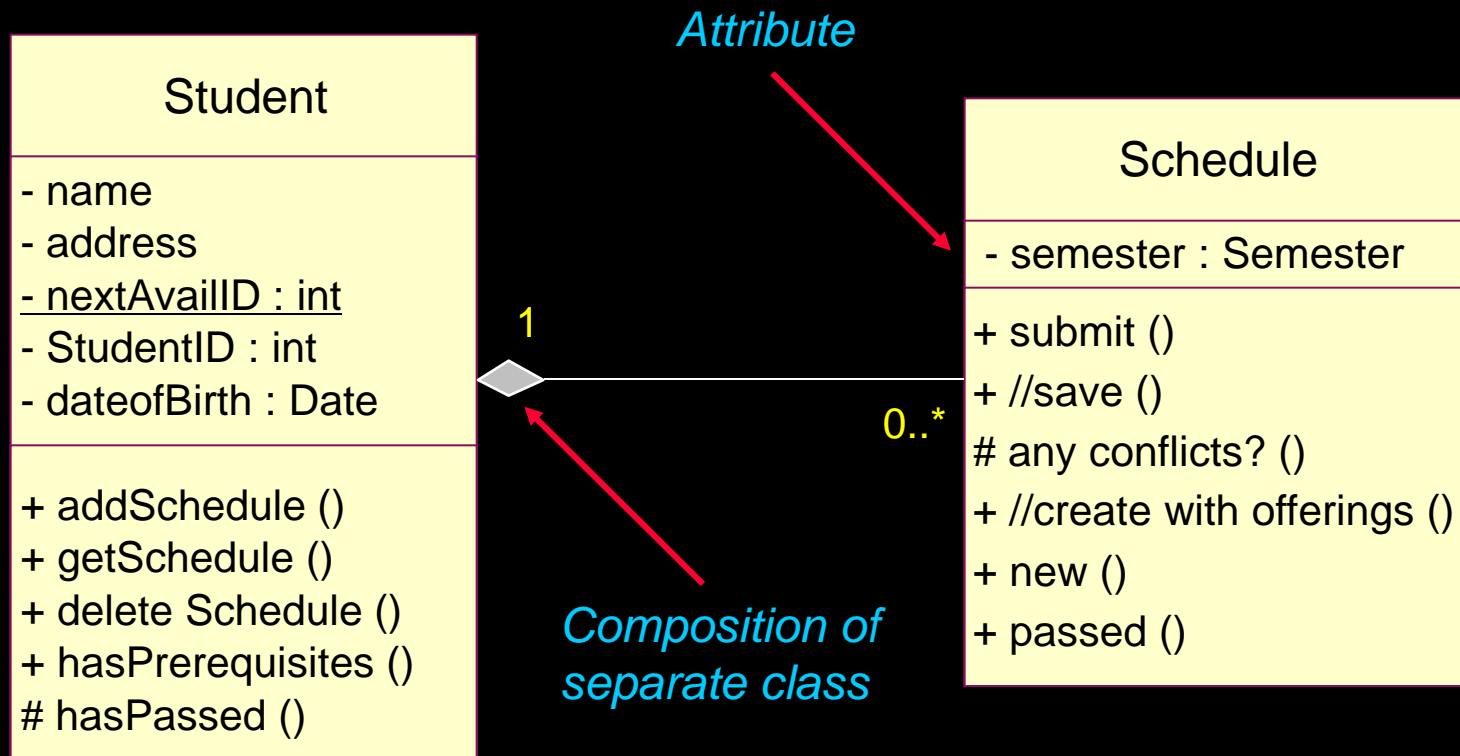 Attribute
Student
- name
- address
- nextAvailID : int
- StudentID : int
- dateofBirth : Date
+ addSchedule ()
+ getSchedule ()
+ delete Schedule ()
+ hasPrerequisites ()
# hasPassed ()
1
0..*
Composition of
separate class
Schedule
- semester : Semester
+ submit ()
+ //save ()
# any conflicts? ()
+ //create with offerings ()
+ new ()
+ passed ()